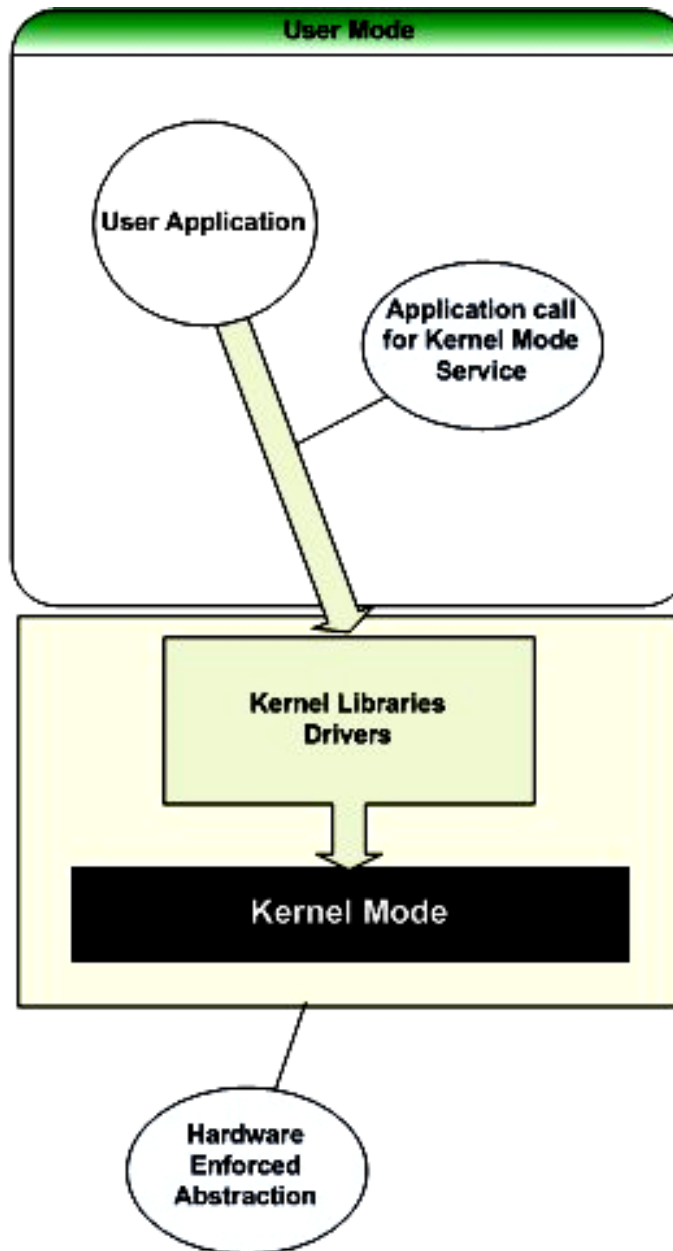 User Mode
User Application
Application call
for Kernel Mode
Service
Kernel Libraries
Drivers
Kernel Mode
Hardware
Enforced
Abstraction